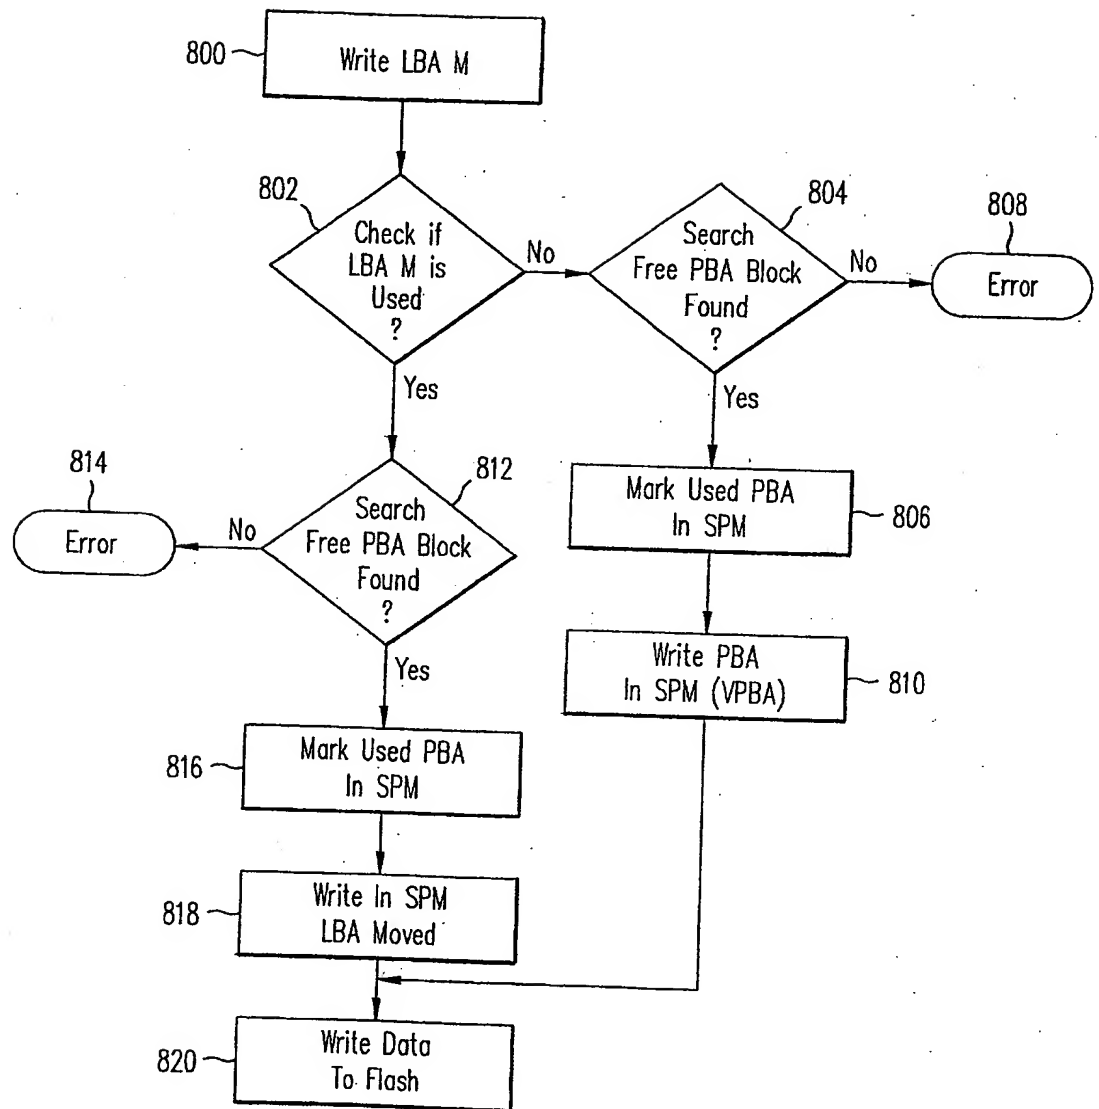 800
Write LBA M
802
Check if
LBA M is
Used
?
No
804
Search
Free PBA Block
Found
?
No
808
Error
Yes
Yes
814
Error
No
812
Search
Free PBA Block
Found
?
Mark Used PBA
In SPM
806
Yes
Write PBA
In SPM (VPBA)
810
816
Mark Used PBA
In SPM
818
Write In SPM
LBA Moved
820
Write Data
To Flash